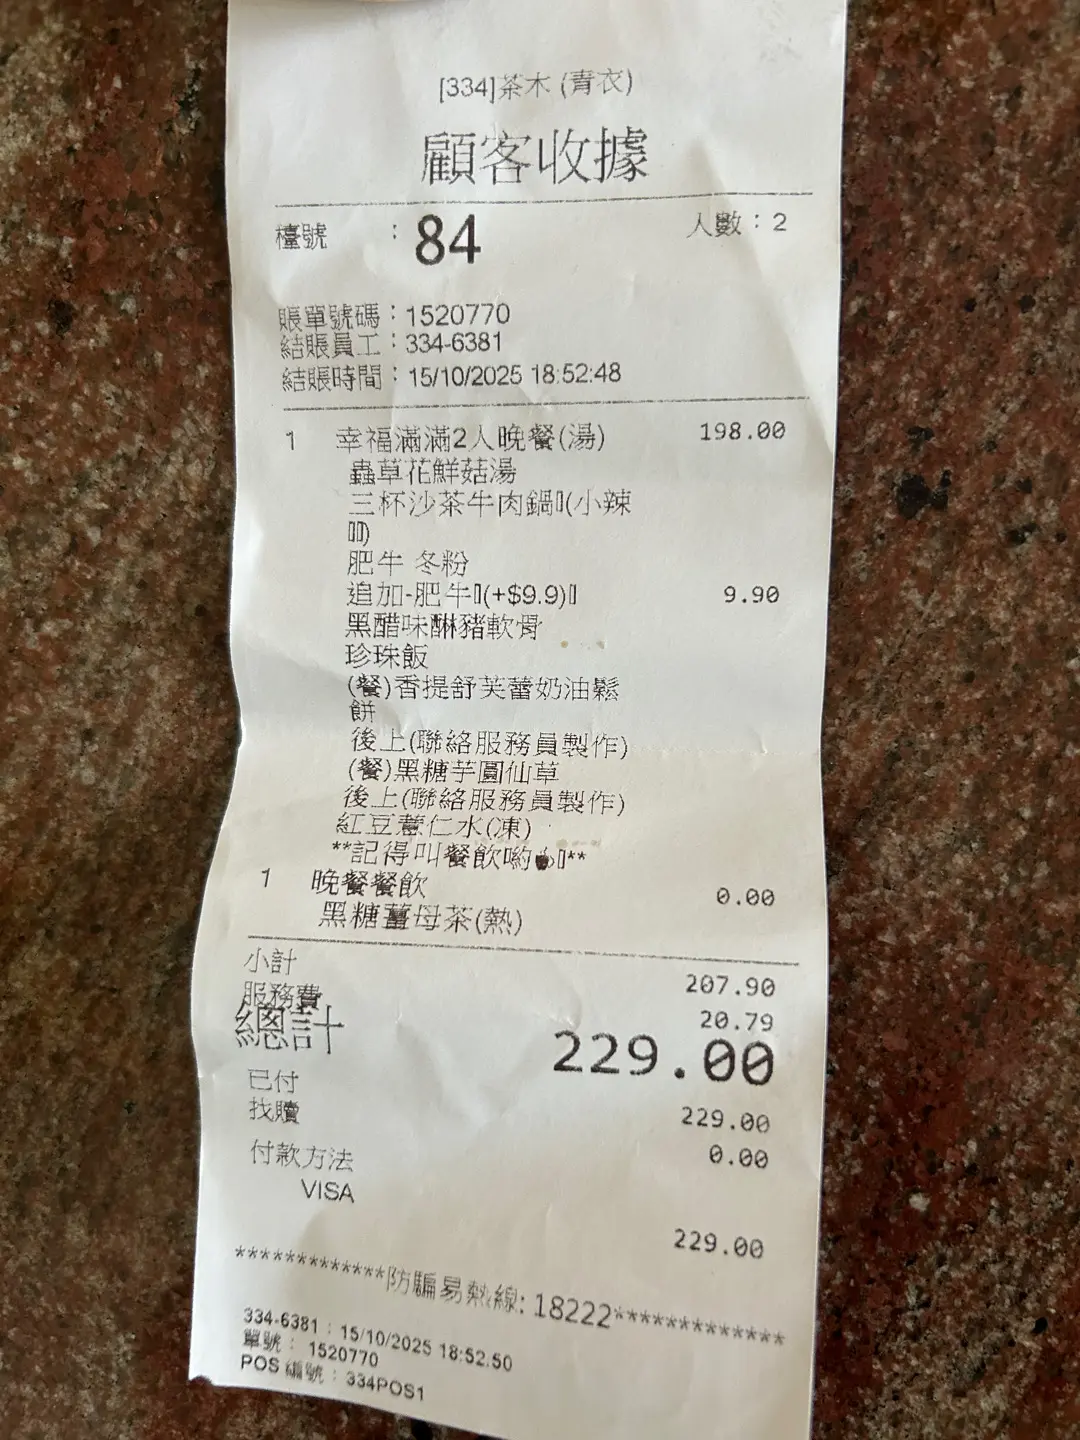 [334]茶木 (青衣)
顧客收據
檯號 : 84 人數：2
賬單號碼：1520770
結賬員工：334-6381
結賬時間：15/10/2025 18:52:48
1 幸福滿滿2人晚餐(湯) 198.00
蟲草花鮮菇湯
三杯沙茶牛肉鍋▯(小辣
▯▯)
肥牛 冬粉
追加-肥牛▯(+$9.9)▯ 9.90
黑醋味醂豬軟骨
珍珠飯
(餐)香提舒芙蕾奶油鬆
餅
後上(聯絡服務員製作)
(餐)黑糖芋圓仙草
後上(聯絡服務員製作)
紅豆薏仁水(凍)
**記得叫餐飲喲👍▯**
1 晚餐餐飲 0.00
黑糖薑母茶(熱)
小計 207.90
服務費 20.79
總計 229.00
已付 229.00
找贖 0.00
付款方法
VISA 229.00
************防騙易熱線: 18222**************
334-6381 : 15/10/2025 18:52:50
單號 : 1520770
POS 編號 : 334POS1